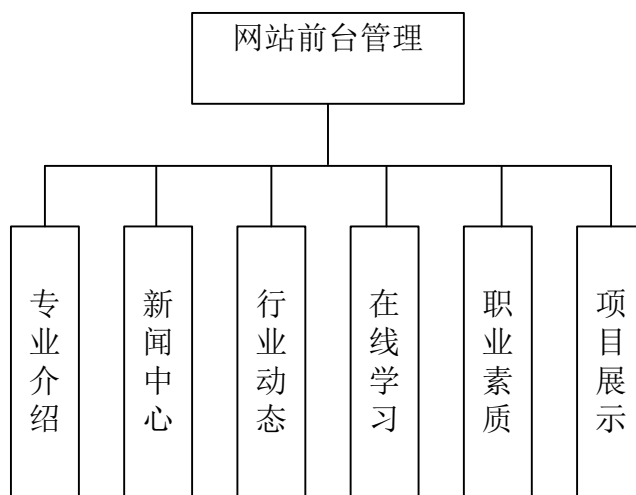 网站前台管理
专业介绍
新闻中心
行业动态
在线学习
职业素质
项目展示